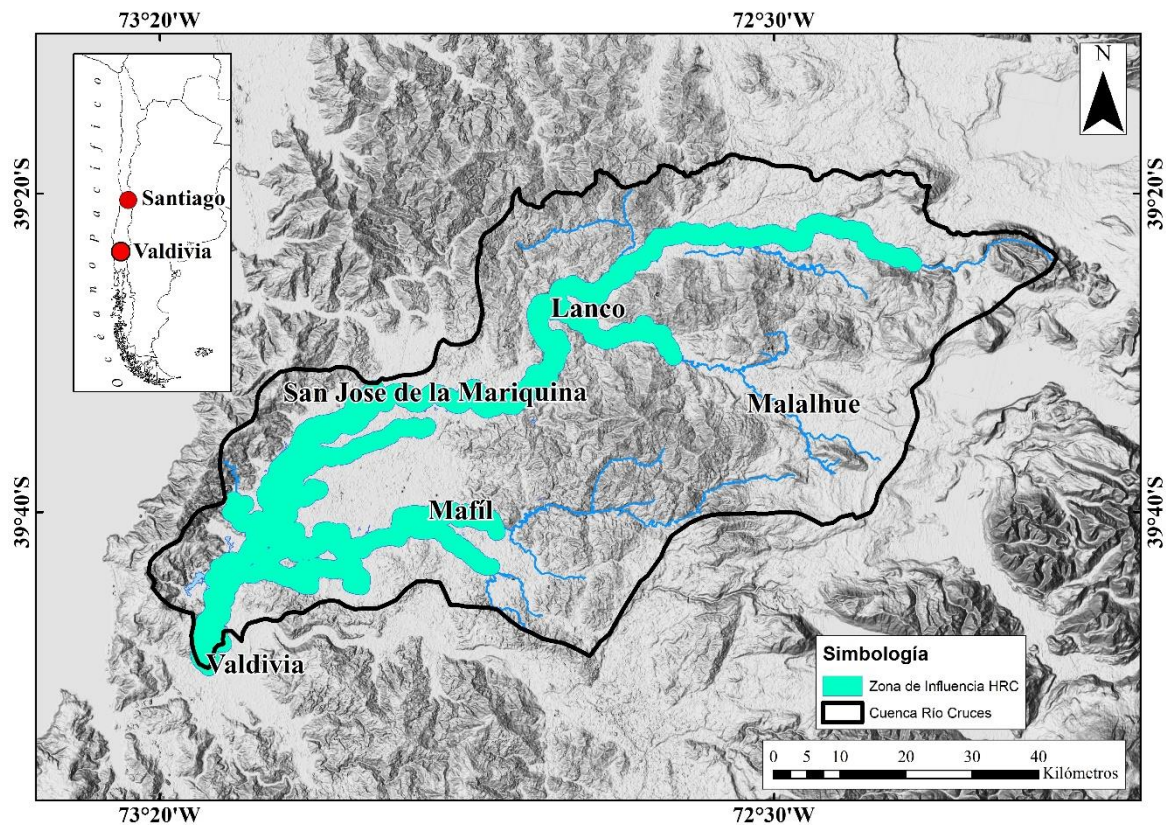 73°20'W
72°30'W
N
Océano Pacífico
Santiago
Valdivia
39°20'S
39°20'S
Lanco
San Jose de la Mariquina
Malalhue
39°40'S
39°40'S
Mafíl
Valdivia
Simbología
Zona de Influencia HRC
Cuenca Río Cruces
0 5 10 20 30 40
Kilómetros
73°20'W
72°30'W